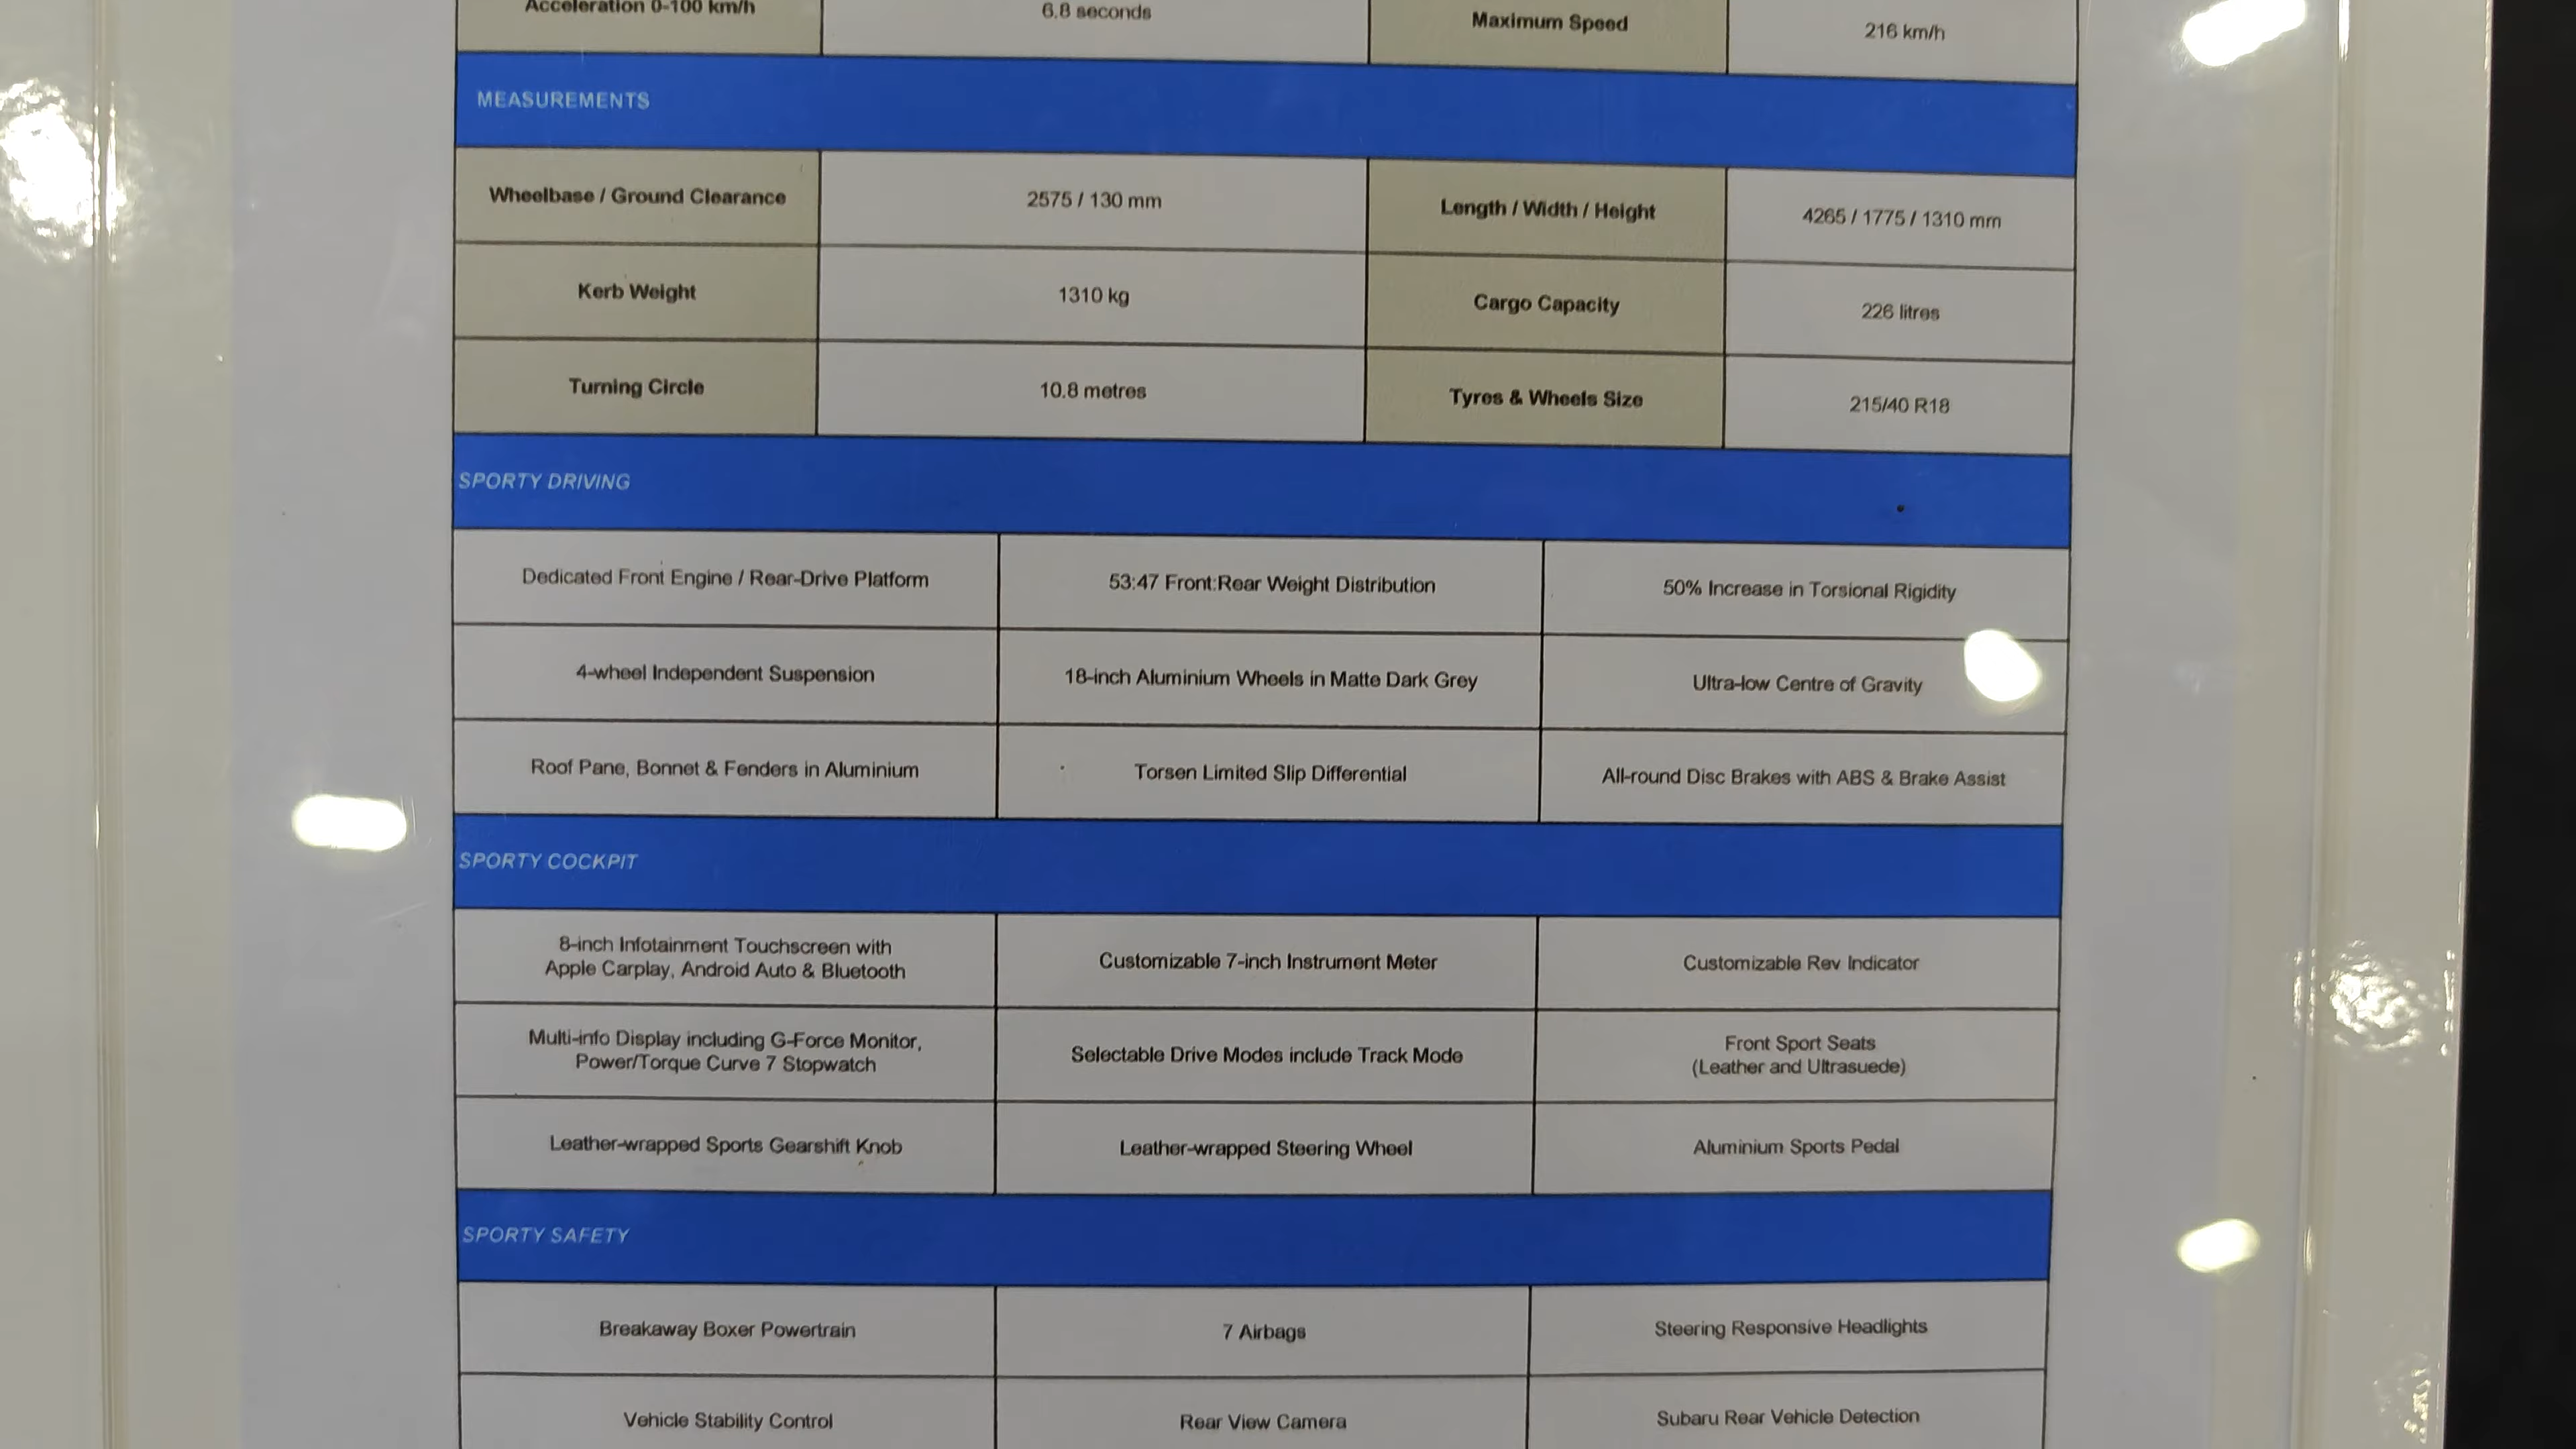 Acceleration 0-100 km/h 6.8 seconds Maximum Speed 216 km/h
MEASUREMENTS
Wheelbase / Ground Clearance 2575 / 130 mm Length / Width / Height 4265 / 1775 / 1310 mm
Kerb Weight 1310 kg Cargo Capacity 226 litres
Turning Circle 10.8 metres Tyres & Wheels Size 215/40 R18
SPORTY DRIVING
Dedicated Front Engine / Rear-Drive Platform 53:47 Front:Rear Weight Distribution 50% Increase in Torsional Rigidity
4-wheel Independent Suspension 18-inch Aluminium Wheels in Matte Dark Grey Ultra-low Centre of Gravity
Roof Pane, Bonnet & Fenders in Aluminium Torsen Limited Slip Differential All-round Disc Brakes with ABS & Brake Assist
SPORTY COCKPIT
8-inch Infotainment Touchscreen with
Apple Carplay, Android Auto & Bluetooth
Customizable 7-inch Instrument Meter
Customizable Rev Indicator
Multi-info Display including G-Force Monitor,
Power/Torque Curve 7 Stopwatch
Selectable Drive Modes include Track Mode
Front Sport Seats
(Leather and Ultrasuede)
Leather-wrapped Sports Gearshift Knob Leather-wrapped Steering Wheel Aluminium Sports Pedal
SPORTY SAFETY
Breakaway Boxer Powertrain 7 Airbags Steering Responsive Headlights
Vehicle Stability Control Rear View Camera Subaru Rear Vehicle Detection